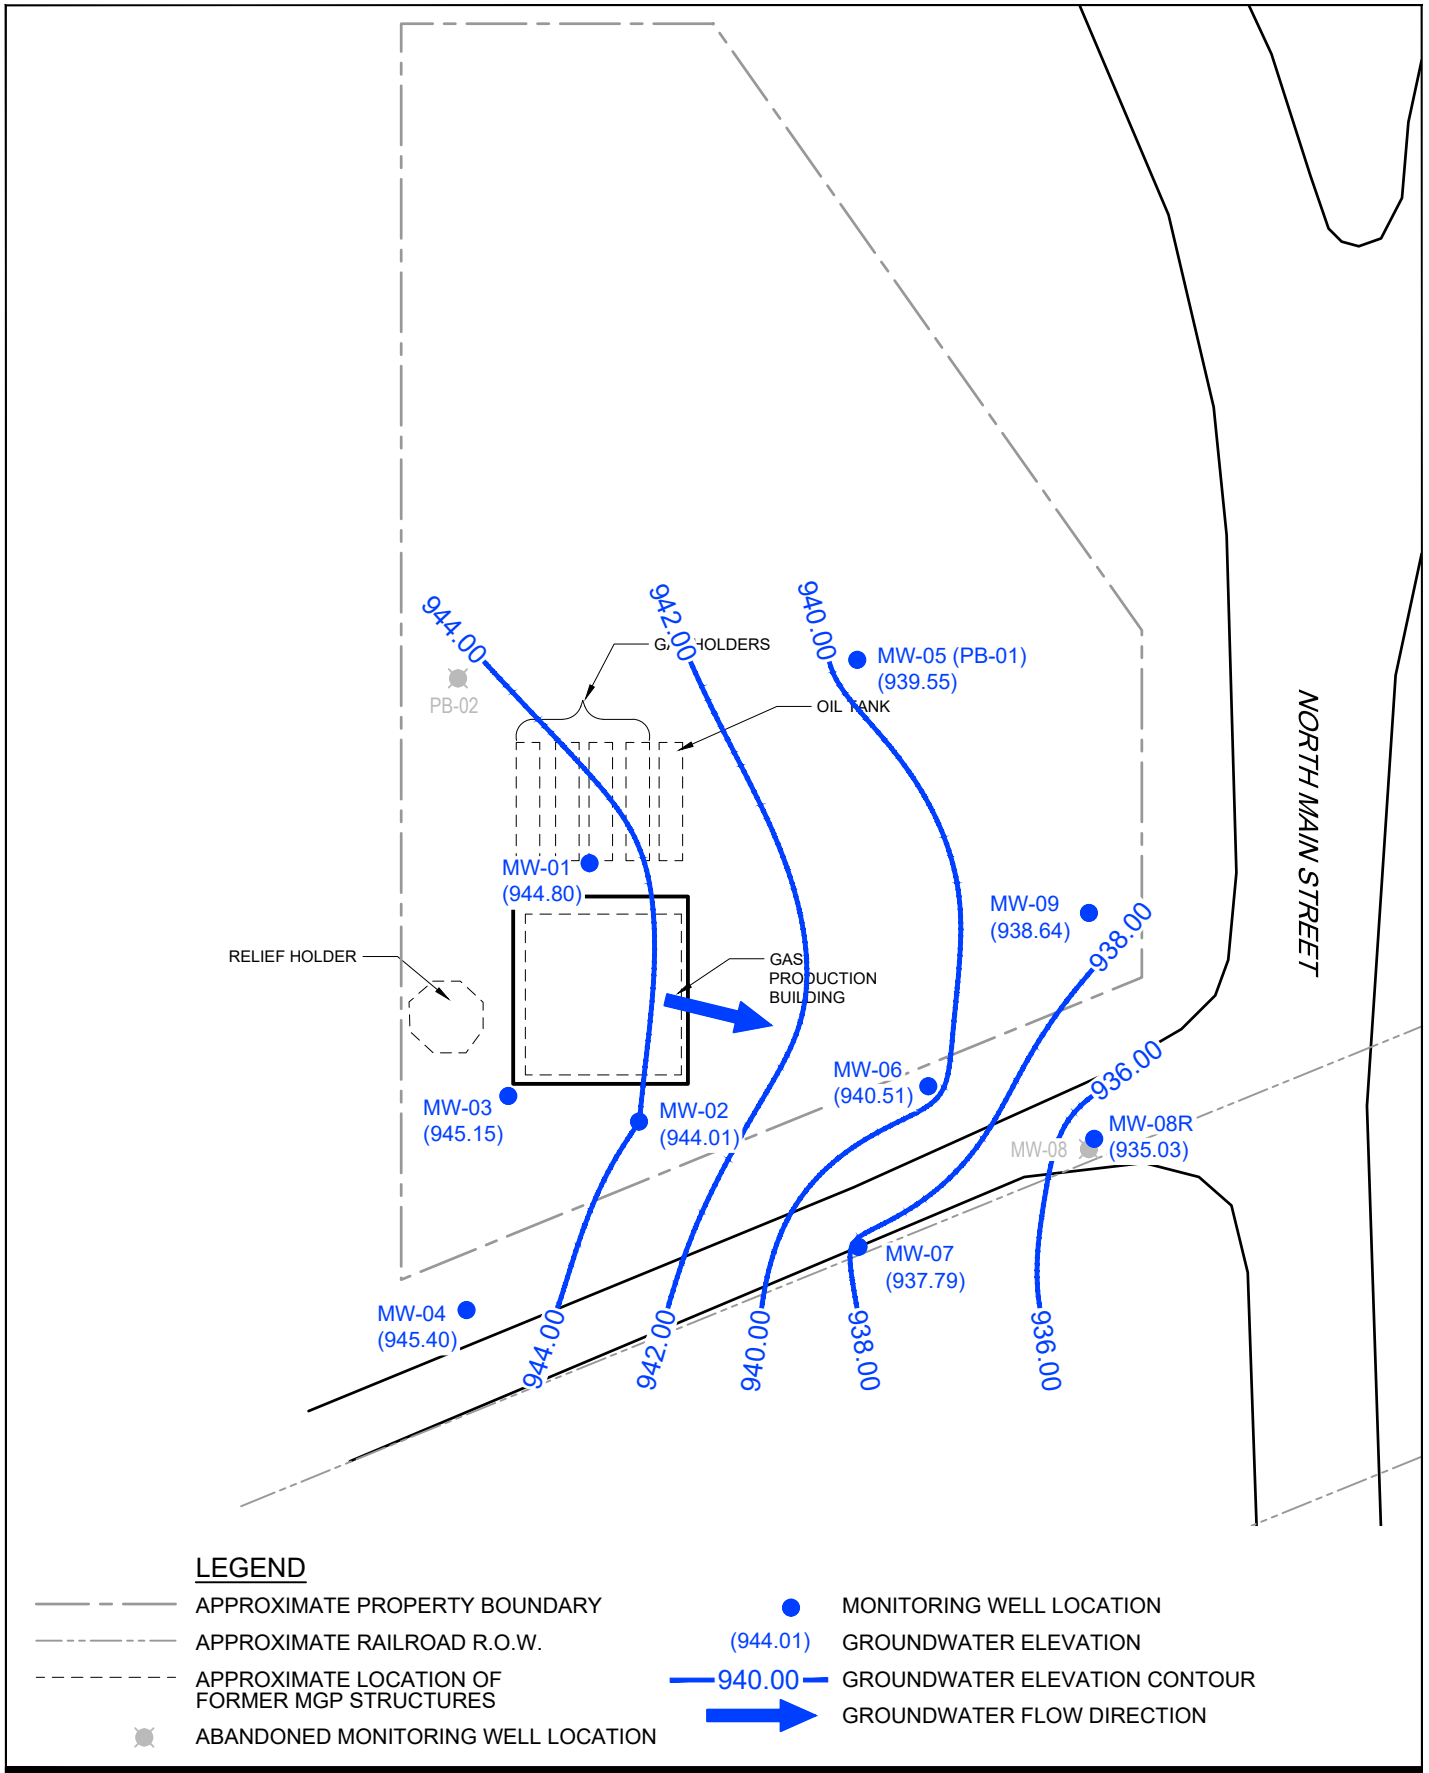 944.00
942.00
940.00
GAS HOLDERS
MW-05 (PB-01)
(939.55)
PB-02
OIL TANK
NORTH MAIN STREET
MW-01
(944.80)
MW-09
(938.64)
938.00
RELIEF HOLDER
GAS
PRODUCTION
BUILDING
936.00
MW-06
(940.51)
MW-03
(945.15)
MW-02
(944.01)
MW-08
MW-08R
(935.03)
MW-07
(937.79)
MW-04
(945.40)
944.00
942.00
940.00
938.00
936.00
LEGEND
APPROXIMATE PROPERTY BOUNDARY
APPROXIMATE RAILROAD R.O.W.
APPROXIMATE LOCATION OF
FORMER MGP STRUCTURES
ABANDONED MONITORING WELL LOCATION
MONITORING WELL LOCATION
(944.01)
GROUNDWATER ELEVATION
940.00
GROUNDWATER ELEVATION CONTOUR
GROUNDWATER FLOW DIRECTION